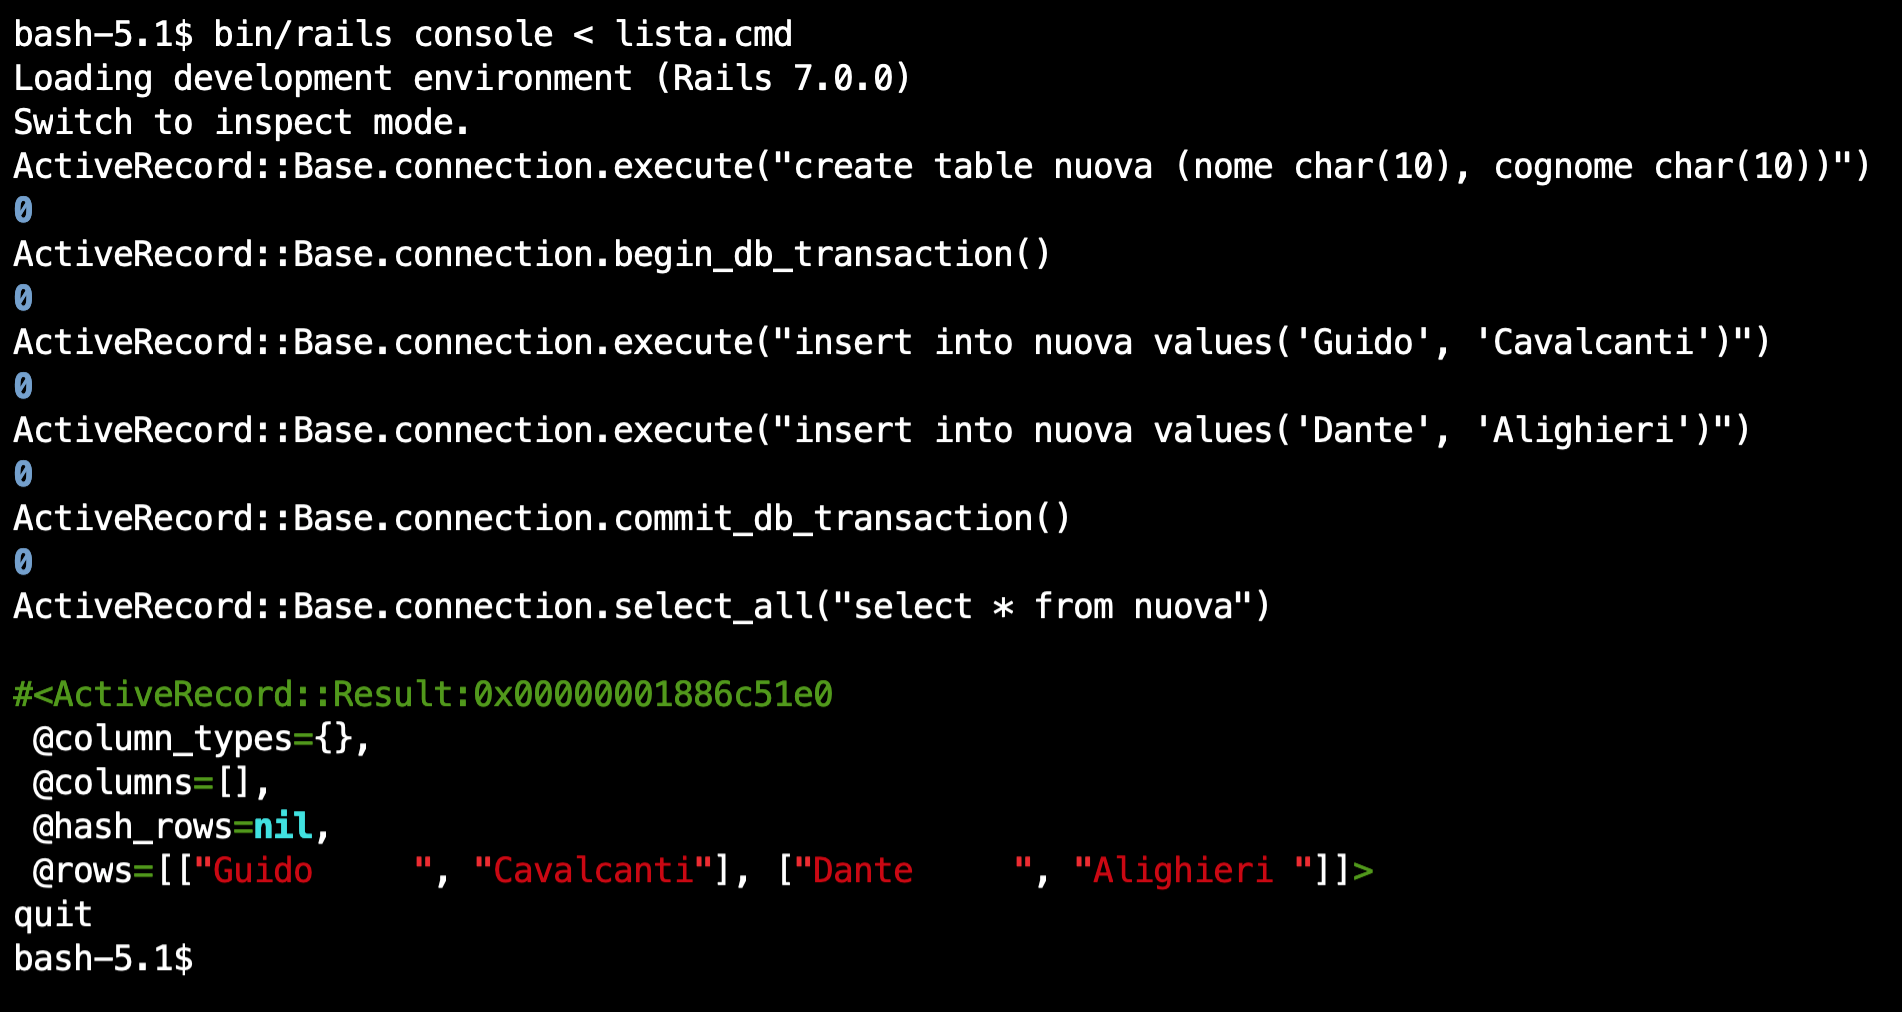 bash-5.1$ bin/rails console < lista.cmd
Loading development environment (Rails 7.0.0)
Switch to inspect mode.
ActiveRecord::Base.connection.execute("create table nuova (nome char(10), cognome char(10))")
0
ActiveRecord::Base.connection.begin_db_transaction()
0
ActiveRecord::Base.connection.execute("insert into nuova values('Guido', 'Cavalcanti')")
0
ActiveRecord::Base.connection.execute("insert into nuova values('Dante', 'Alighieri')")
0
ActiveRecord::Base.connection.commit_db_transaction()
0
ActiveRecord::Base.connection.select_all("select * from nuova")
#<ActiveRecord::Result:0x00000001886c51e0
 @column_types={},
 @columns=[],
 @hash_rows=nil,
 @rows=[["Guido     ", "Cavalcanti"], ["Dante     ", "Alighieri "]]>
quit
bash-5.1$